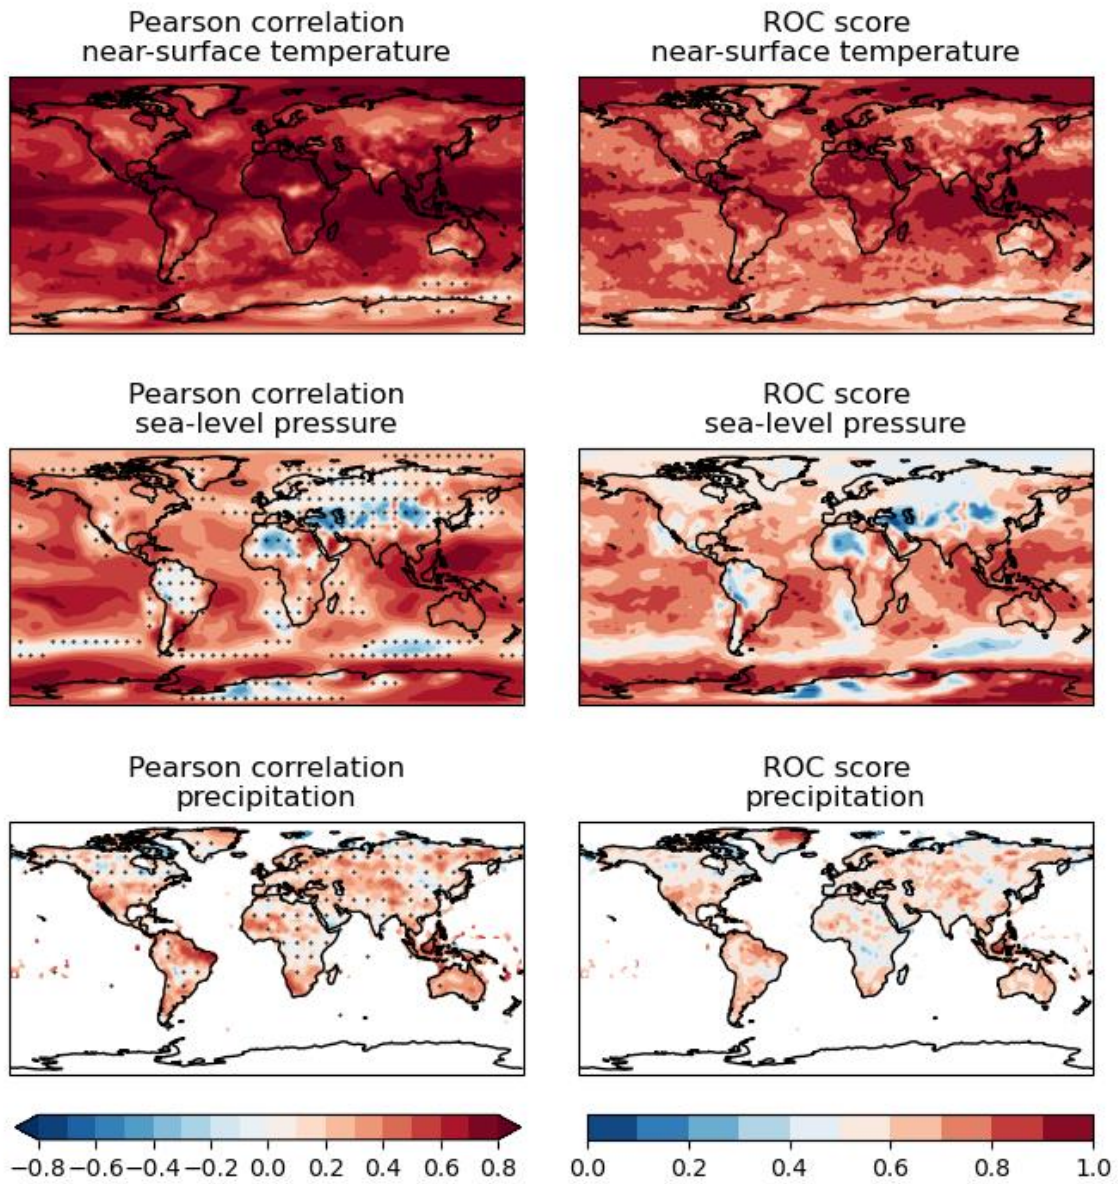 Pearson correlation
near-surface temperature
ROC score
near-surface temperature
Pearson correlation
sea-level pressure
ROC score
sea-level pressure
Pearson correlation
precipitation
ROC score
precipitation
−0.8 −0.6 −0.4 −0.2 0.0 0.2 0.4 0.6 0.8
0.0 0.2 0.4 0.6 0.8 1.0